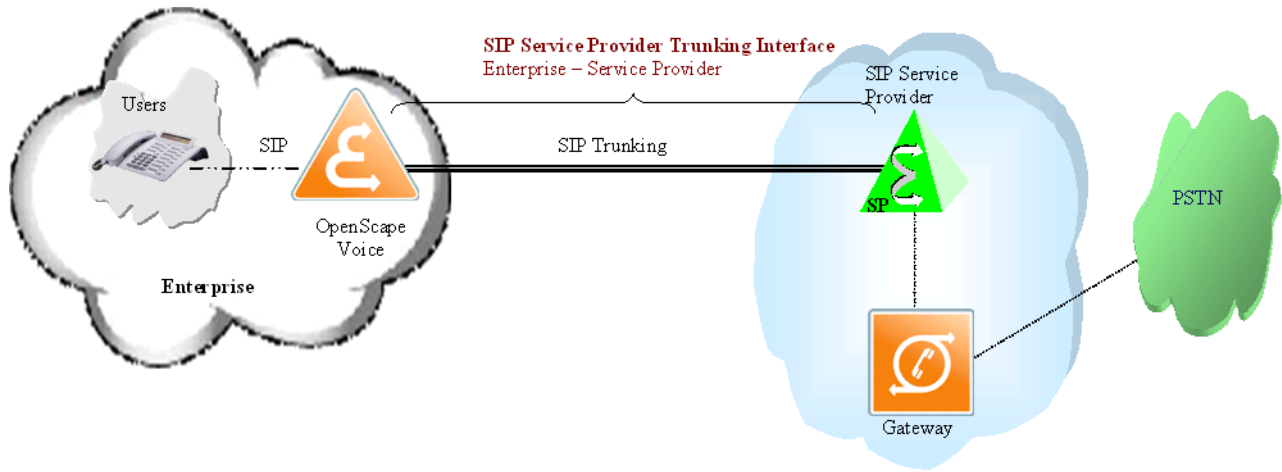 SIP Service Provider Trunking Interface
Enterprise – Service Provider
SIP Service
Provider
Users
SIP
SIP Trunking
SP
PSTN
OpenScape
Voice
Enterprise
Gateway